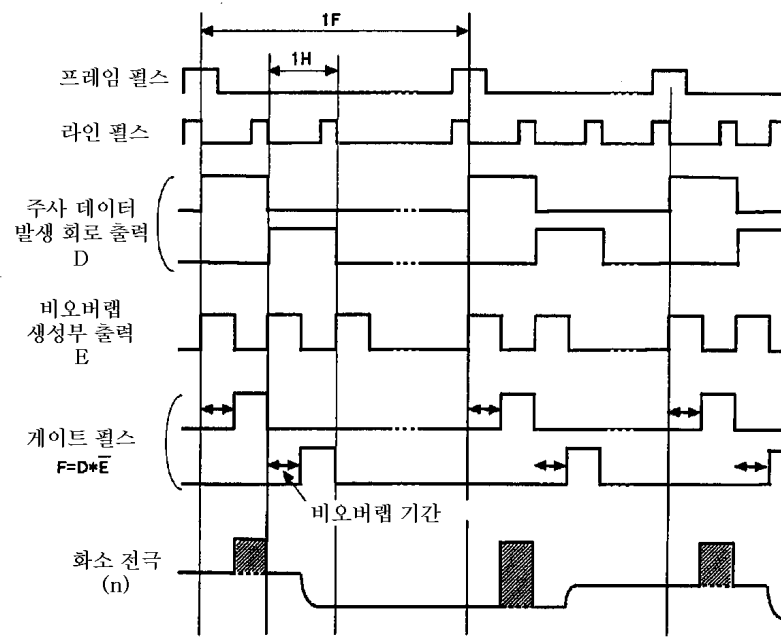 1F
1H
프레임 펄스
라인 펄스
주사 데이터
발생 회로 출력
D
비오버랩
생성부 출력
E
게이트 펄스
F=D*E̅
비오버랩 기간
화소 전극
(n)